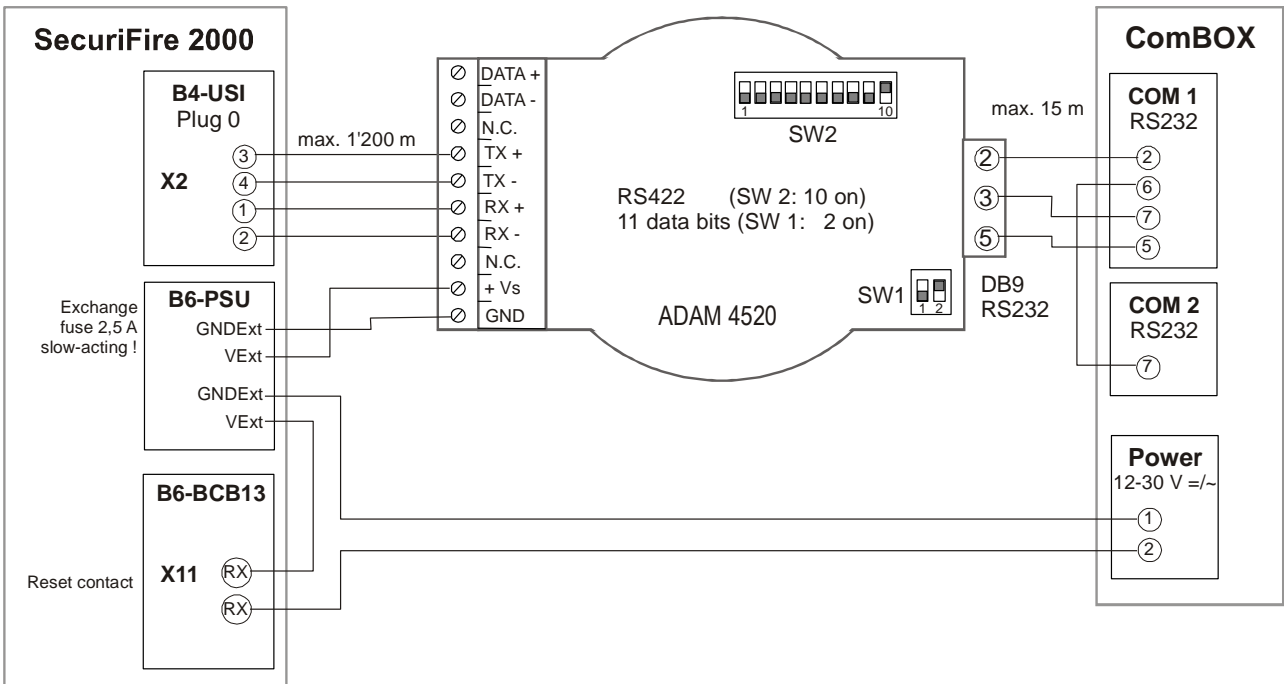 SecuriFire 2000
B4-USI
Plug 0
X2
3
4
1
2
max. 1'200 m
B6-PSU
Exchange
fuse 2,5 A
slow-acting !
GNDExt
VExt
GNDExt
VExt
B6-BCB13
Reset contact
X11
RX
RX
DATA +
DATA -
N.C.
TX +
TX -
RX +
RX -
N.C.
+ Vs
GND
1 10
SW2
RS422 (SW 2: 10 on)
11 data bits (SW 1: 2 on)
SW1
1 2
ADAM 4520
2
3
5
DB9
RS232
max. 15 m
ComBOX
COM 1
RS232
2
6
7
5
COM 2
RS232
7
Power
12-30 V =/~
1
2